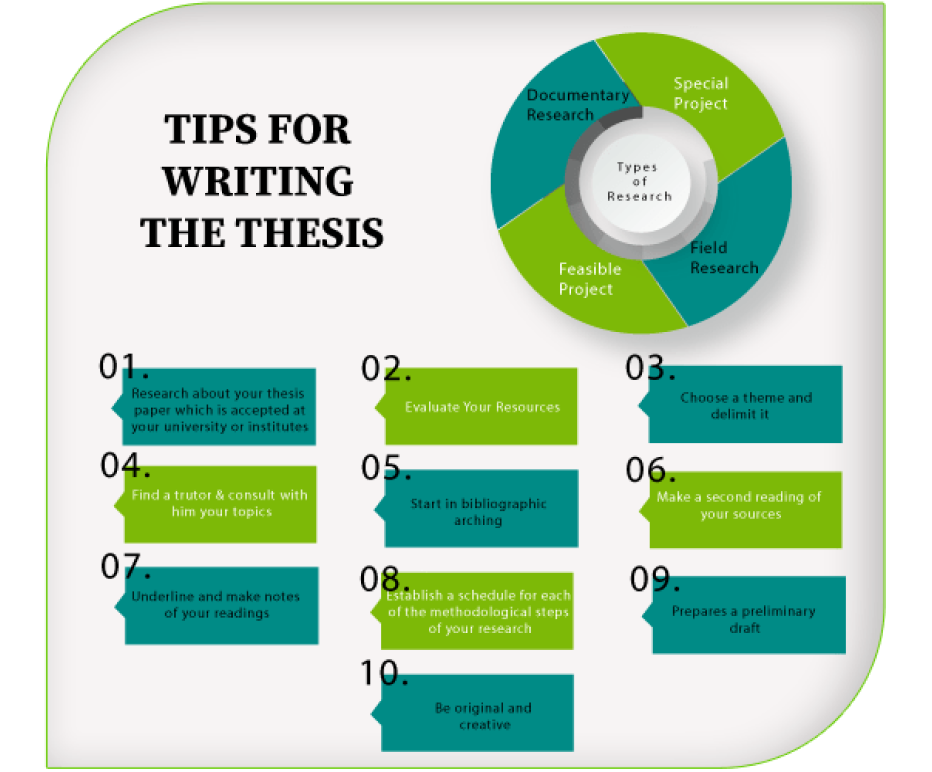 TIPS FOR
WRITING
THE THESIS
Documentary
Research
Special
Project
Types
of
Research
Field
Research
Feasible
Project
01.
Research about your thesis
paper which is accepted at
your university or institutes
02.
Evaluate Your Resources
03.
Choose a theme and
delimit it
04.
Find a trutor & consult with
him your topics
05.
Start in bibliographic
arching
06.
Make a second reading of
your sources
07.
Underline and make notes
of your readings
08.
Establish a schedule for each
of the methodological steps
of your research
09.
Prepares a preliminary
draft
10.
Be original and
creative